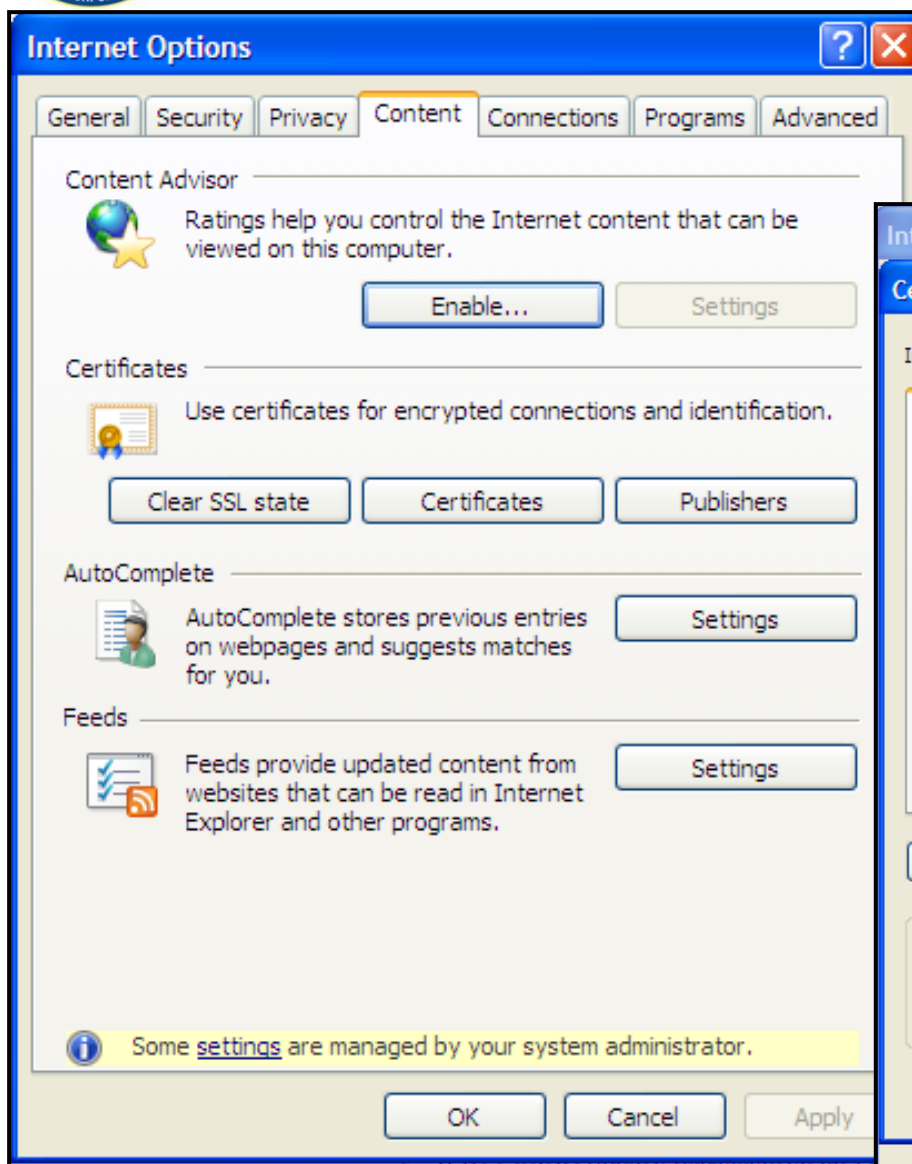 Internet Options
General Security Privacy Content Connections Programs Advanced
Content Advisor
Ratings help you control the Internet content that can be
viewed on this computer.
Enable... Settings
Certificates
Use certificates for encrypted connections and identification.
Clear SSL state Certificates Publishers
AutoComplete
AutoComplete stores previous entries
on webpages and suggests matches
for you.
Settings
Feeds
Feeds provide updated content from
websites that can be read in Internet
Explorer and other programs.
Settings
Some settings are managed by your system administrator.
OK Cancel Apply